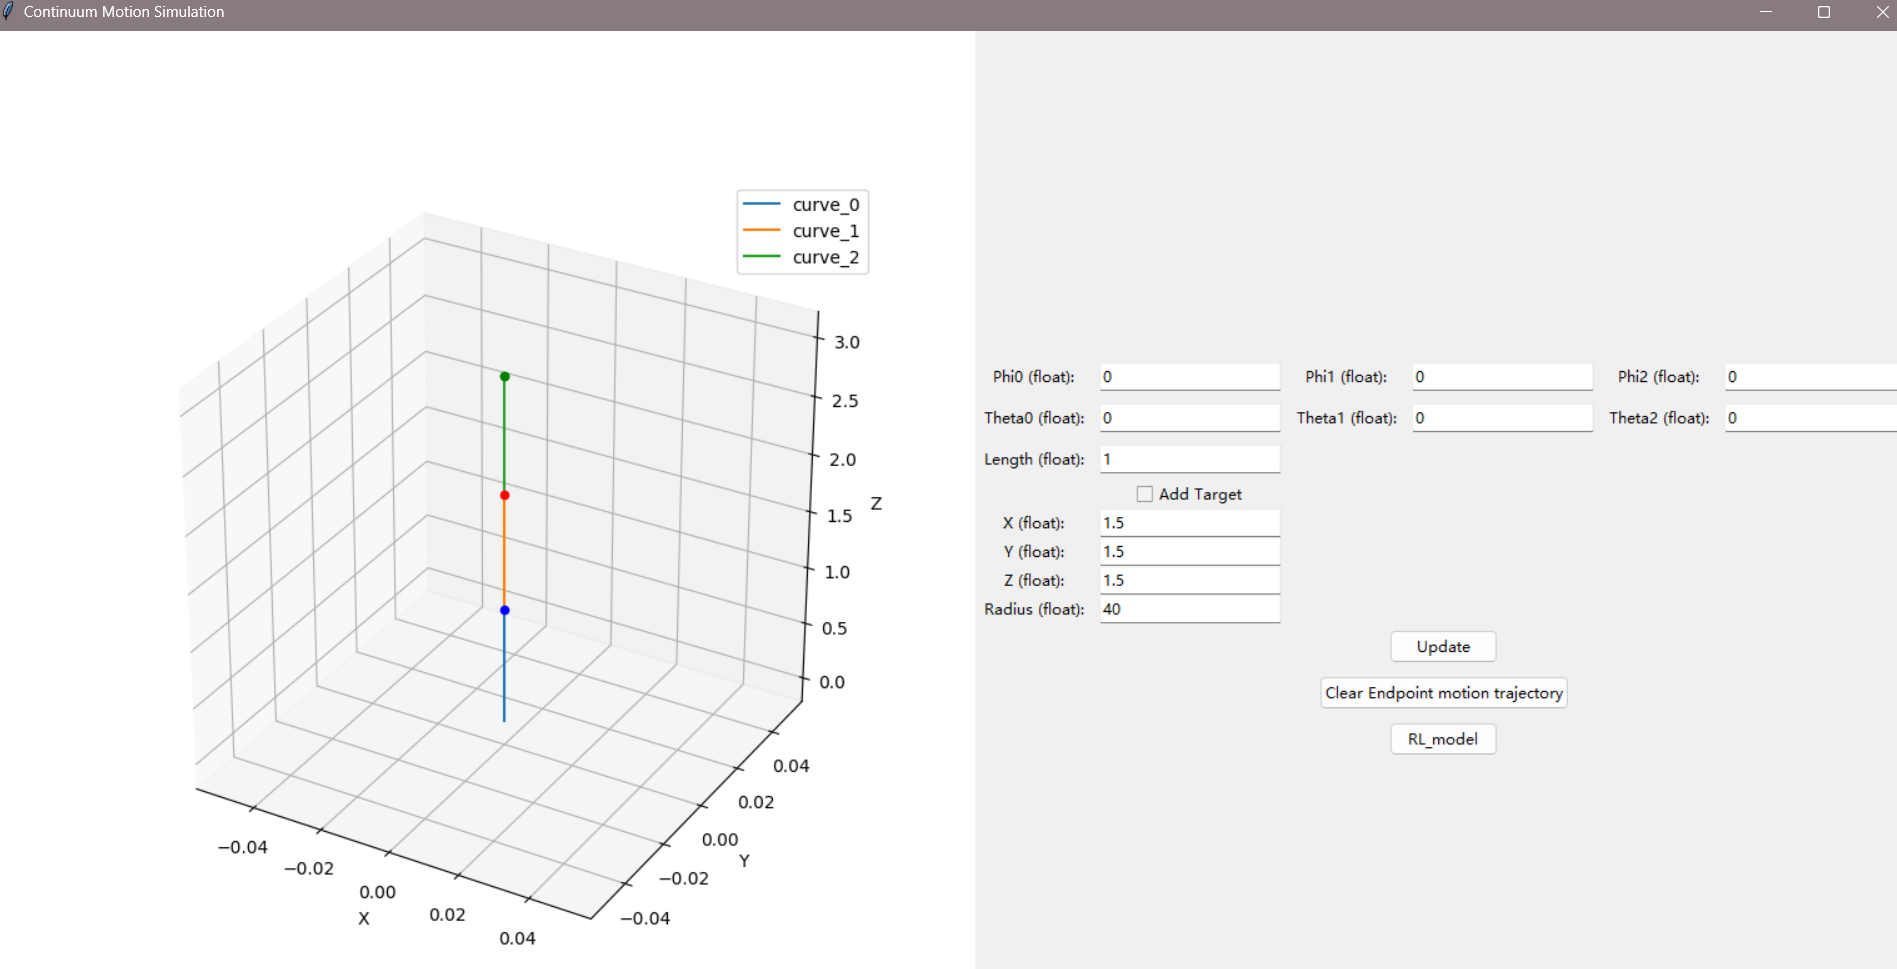 Continuum Motion Simulation
curve_0
curve_1
curve_2
3.0
2.5
2.0
1.5
1.0
0.5
0.0
Z
0.04
0.02
0.00
−0.02
−0.04
Y
−0.04
−0.02
0.00
0.02
0.04
X
Phi0 (float): 0 Phi1 (float): 0 Phi2 (float): 0
Theta0 (float): 0 Theta1 (float): 0 Theta2 (float): 0
Length (float): 1
Add Target
X (float): 1.5
Y (float): 1.5
Z (float): 1.5
Radius (float): 40
Update
Clear Endpoint motion trajectory
RL_model